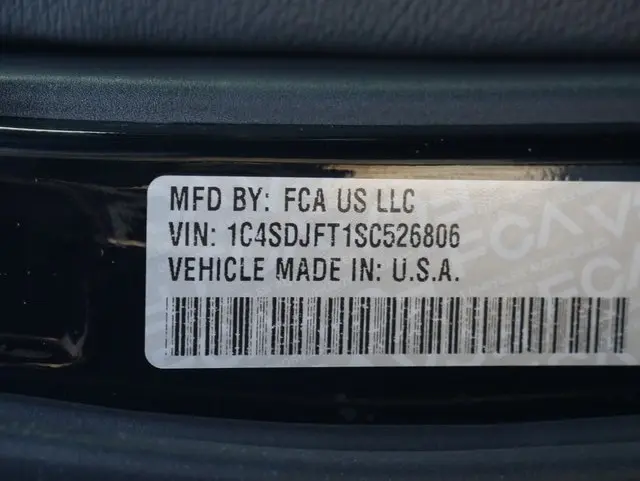 MFD BY: FCA US LLC
VIN: 1C4SDJFT1SC526806
VEHICLE MADE IN: U.S.A.